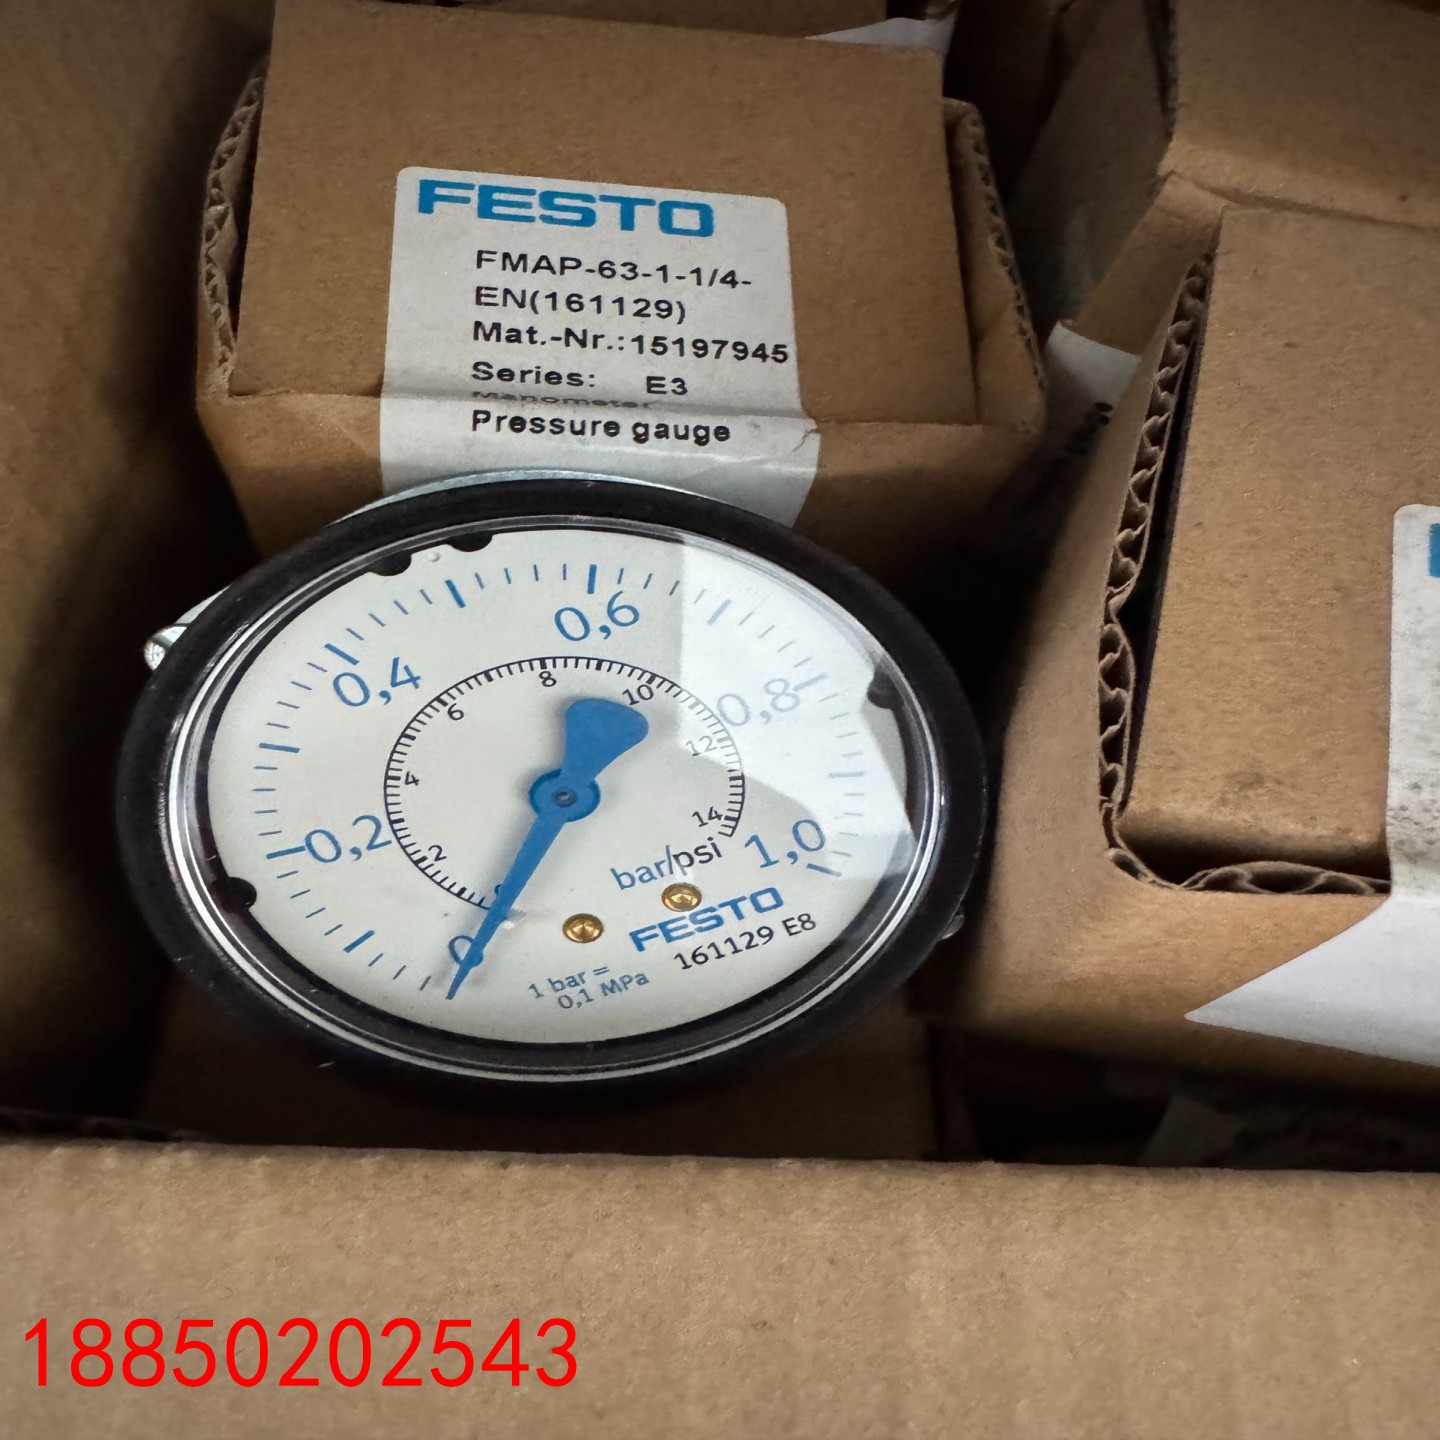 FESTO
FMAP-63-1-1/4-
EN(161129)
Mat.-Nr.:15197945
Series: E3
Manometer
Pressure gauge
0,6
0,4
0,8
0,2
1,0
0
8
10
6
12
4
14
2
bar/psi
FESTO
161129 E8
1 bar =
0,1 MPa
18850202543